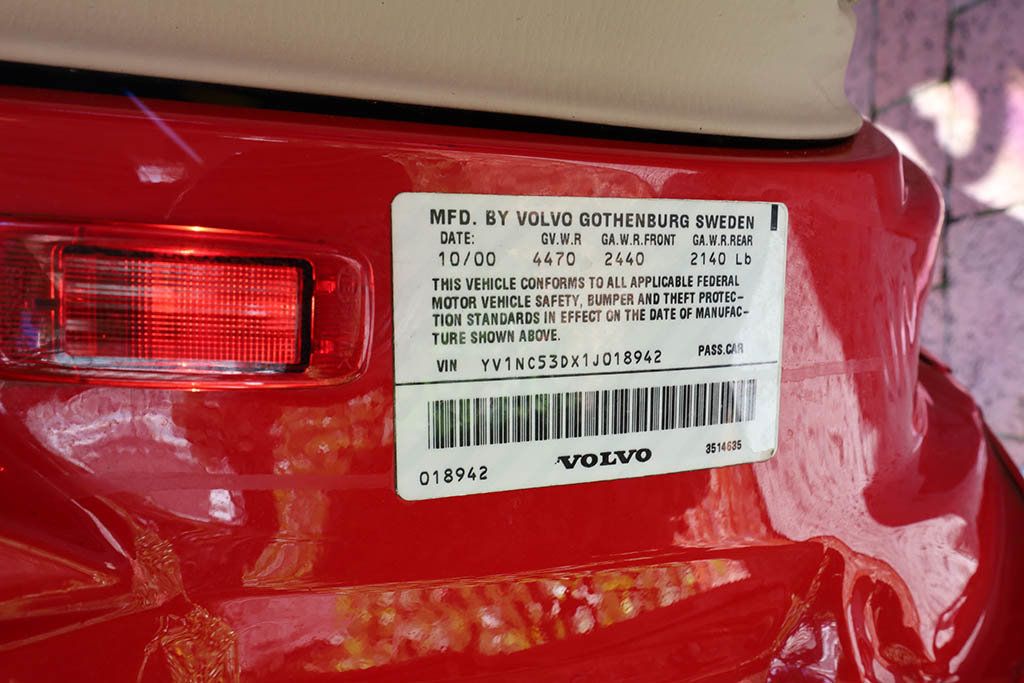 MFD. BY VOLVO GOTHENBURG SWEDEN
DATE: GV.W.R GA.W.R.FRONT GA.W.R.REAR
10/00 4470 2440 2140 Lb
THIS VEHICLE CONFORMS TO ALL APPLICABLE FEDERAL
MOTOR VEHICLE SAFETY, BUMPER AND THEFT PROTEC-
TION STANDARDS IN EFFECT ON THE DATE OF MANUFAC-
TURE SHOWN ABOVE.
VIN YV1NC53DX1J018942 PASS.CAR
018942 VOLVO 3514635